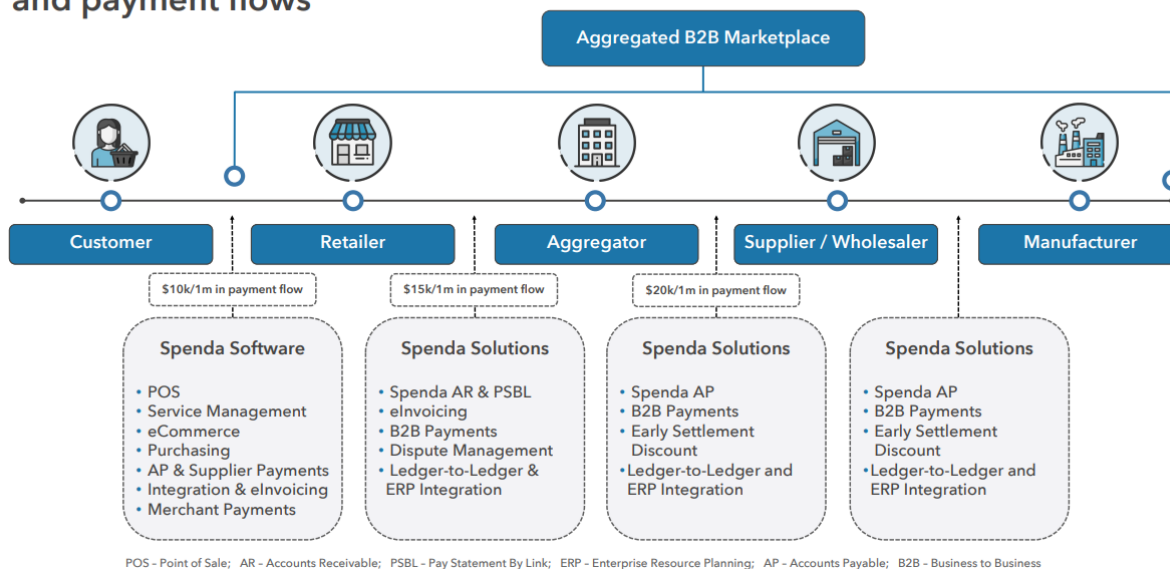 and payment flows
Aggregated B2B Marketplace
Customer
Retailer
Aggregator
Supplier / Wholesaler
Manufacturer
$10k/1m in payment flow
$15k/1m in payment flow
$20k/1m in payment flow
Spenda Software
• POS
• Service Management
• eCommerce
• Purchasing
• AP & Supplier Payments
• Integration & eInvoicing
• Merchant Payments
Spenda Solutions
• Spenda AR & PSBL
• eInvoicing
• B2B Payments
• Dispute Management
• Ledger-to-Ledger &
ERP Integration
Spenda Solutions
• Spenda AP
• B2B Payments
• Early Settlement
Discount
• Ledger-to-Ledger and
ERP Integration
Spenda Solutions
• Spenda AP
• B2B Payments
• Early Settlement
Discount
• Ledger-to-Ledger and
ERP Integration
POS – Point of Sale; AR – Accounts Receivable; PSBL – Pay Statement By Link; ERP – Enterprise Resource Planning; AP – Accounts Payable; B2B – Business to Business